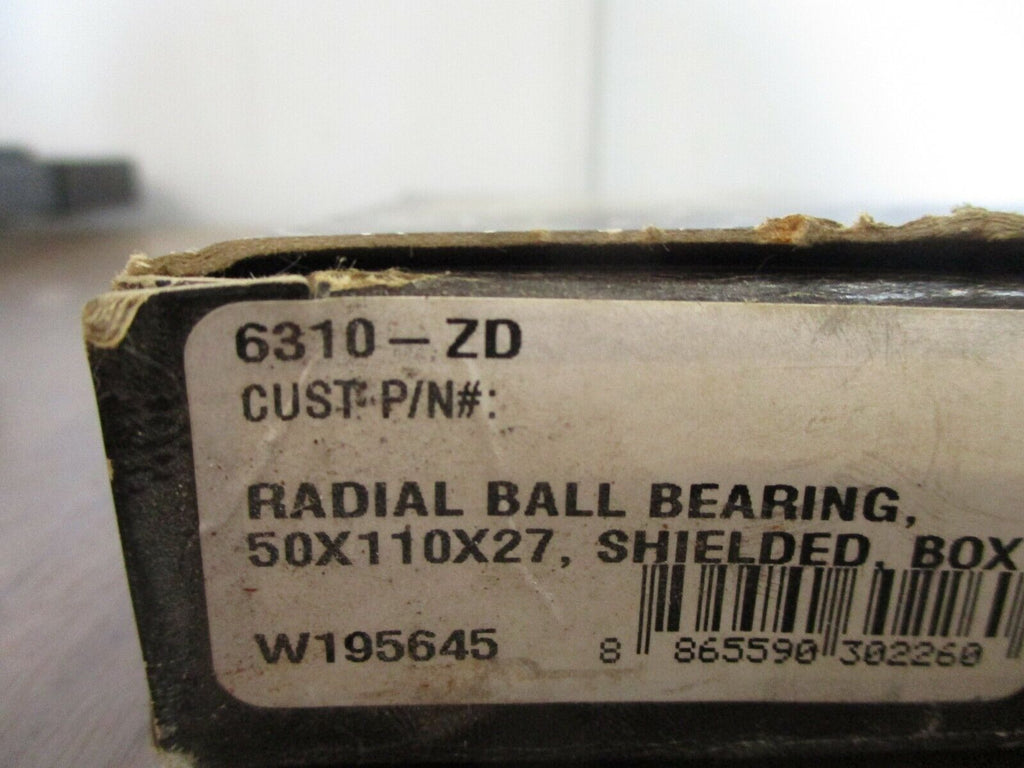 6310-ZD
CUST P/N#:
RADIAL BALL BEARING,
50X110X27, SHIELDED, BOX
W195645
8 865590 302260